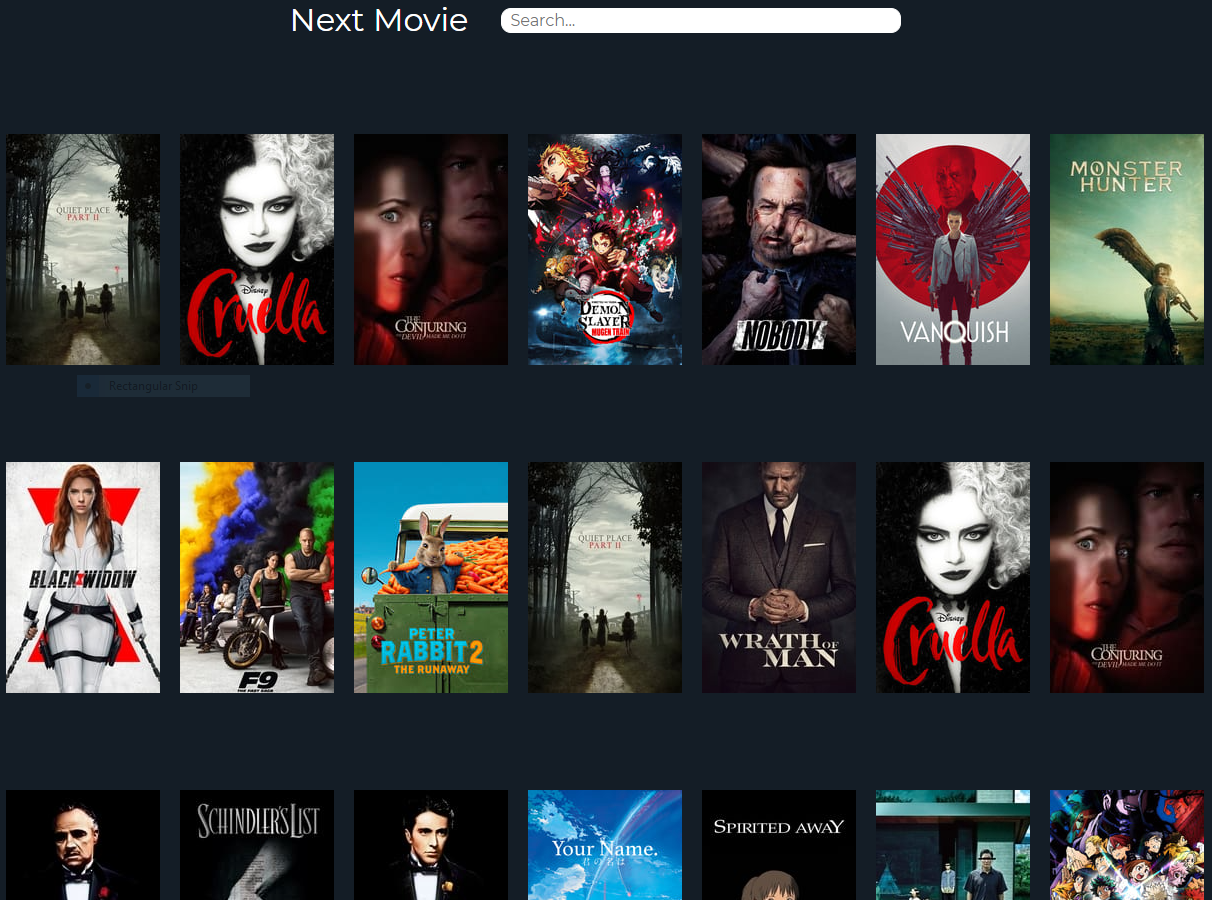 Next Movie
Search...
QUIET PLACE
PART II
Disney
Cruella
THE
CONJURING
THE DEVIL MADE ME DO IT
DEMON
SLAYER
MUGEN TRAIN
NOBODY
VANQUISH
MONSTER
HUNTER
Rectangular Snip
BLACK WIDOW
F9
THE FAST SAGA
PETER
RABBIT 2
THE RUNAWAY
QUIET PLACE
PART II
WRATH OF
MAN
Disney
Cruella
THE
CONJURING
THE DEVIL MADE ME DO IT
SCHINDLER'S LIST
Your Name.
君の名は
SPIRITED AWAY